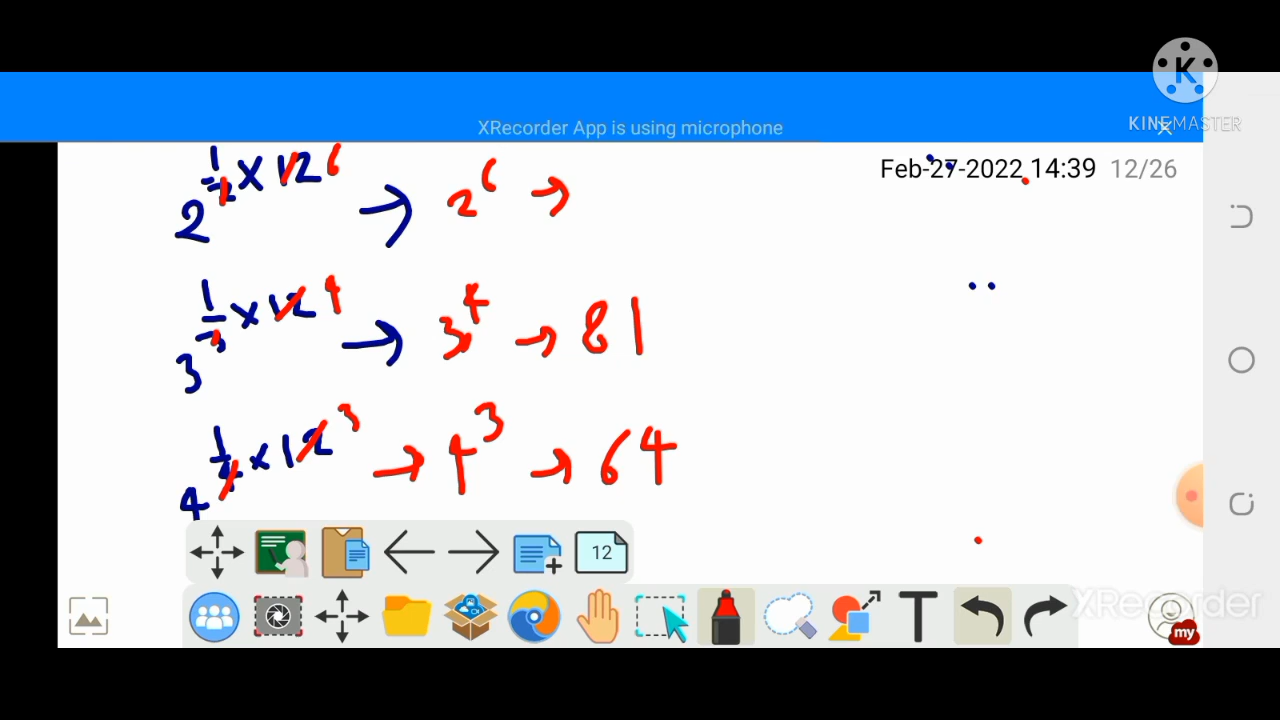 K
KINEMASTER
XRecorder App is using microphone
Feb-27-2022 14:39 12/26
2^(1/2 × 12) 6 → 2^6 →
3^(1/3 × 12) 4 → 3^4 → 81
4^(1/4 × 12) 3 → 4^3 → 64
12
T
XRecorder
my